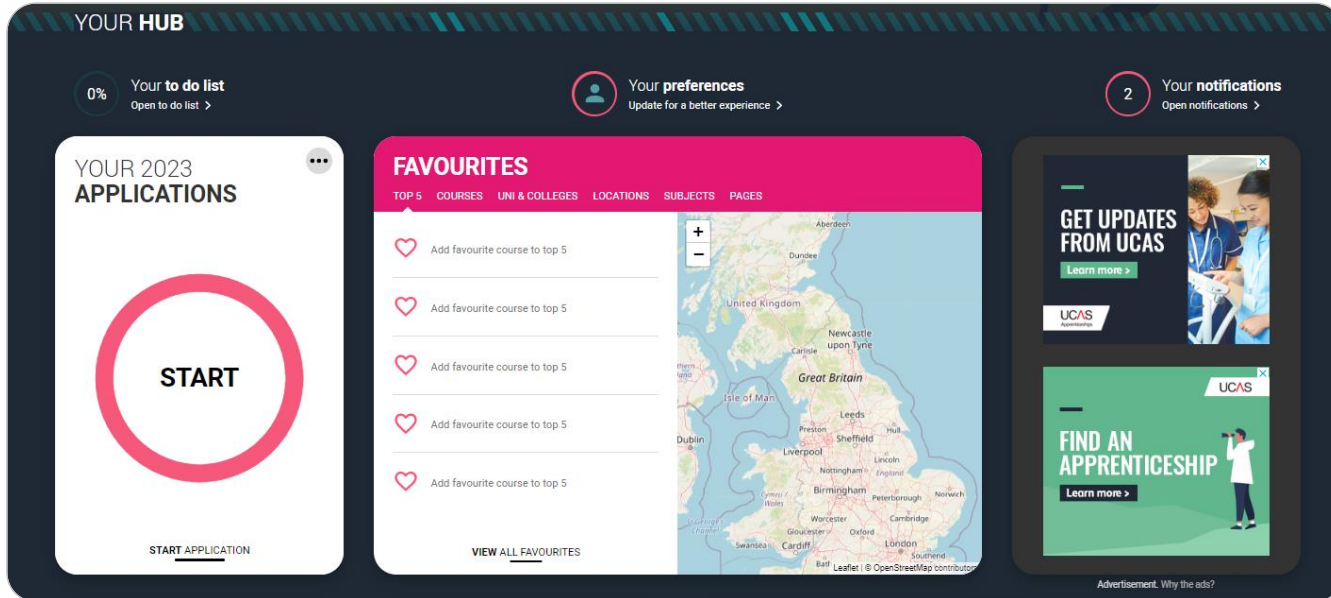 YOUR HUB
0%
Your to do list
Open to do list >
Your preferences
Update for a better experience >
2
Your notifications
Open notifications >
YOUR 2023
APPLICATIONS
START
START APPLICATION
FAVOURITES
TOP 5 COURSES UNI & COLLEGES LOCATIONS SUBJECTS PAGES
Add favourite course to top 5
Add favourite course to top 5
Add favourite course to top 5
Add favourite course to top 5
Add favourite course to top 5
VIEW ALL FAVOURITES
+
−
Aberdeen
Dundee
United Kingdom
Newcastle
upon Tyne
Carlisle
Great Britain
Isle of Man
Leeds
Preston
Hull
Dublin
Sheffield
Liverpool
Lincoln
Nottingham
England
Birmingham
Peterborough
Norwich
Cymru /
Wales
Worcester
Cambridge
Gloucester
Oxford
Swansea
Cardiff
London
Southend
Leaflet | © OpenStreetMap contributors
GET UPDATES
FROM UCAS
Learn more >
UCAS
Apprenticeships
UCAS
FIND AN
APPRENTICESHIP
Learn more >
Advertisement. Why the ads?